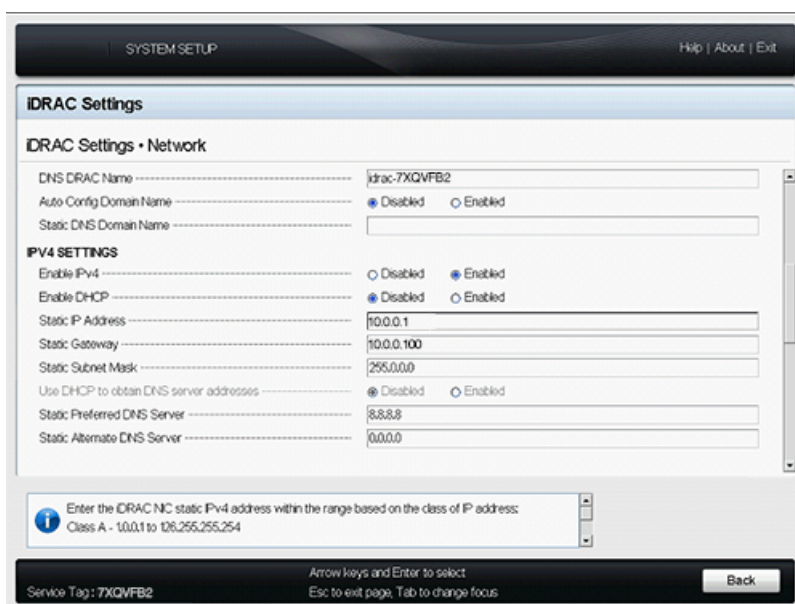 SYSTEM SETUP
Help | About | Exit
iDRAC Settings
iDRAC Settings • Network
DNS DRAC Name idrac-7XQVFB2
Auto Config Domain Name Disabled Enabled
Static DNS Domain Name
IPV4 SETTINGS
Enable IPv4 Disabled Enabled
Enable DHCP Disabled Enabled
Static IP Address 10.0.0.1
Static Gateway 10.0.0.100
Static Subnet Mask 255.0.0.0
Use DHCP to obtain DNS server addresses Disabled Enabled
Static Preferred DNS Server 8.8.8.8
Static Alternate DNS Server 0.0.0.0
Enter the iDRAC NIC static IPv4 address within the range based on the class of IP address:
Class A - 1.0.0.1 to 126.255.255.254
Arrow keys and Enter to select
Service Tag : 7XQVFB2
Esc to exit page, Tab to change focus
Back